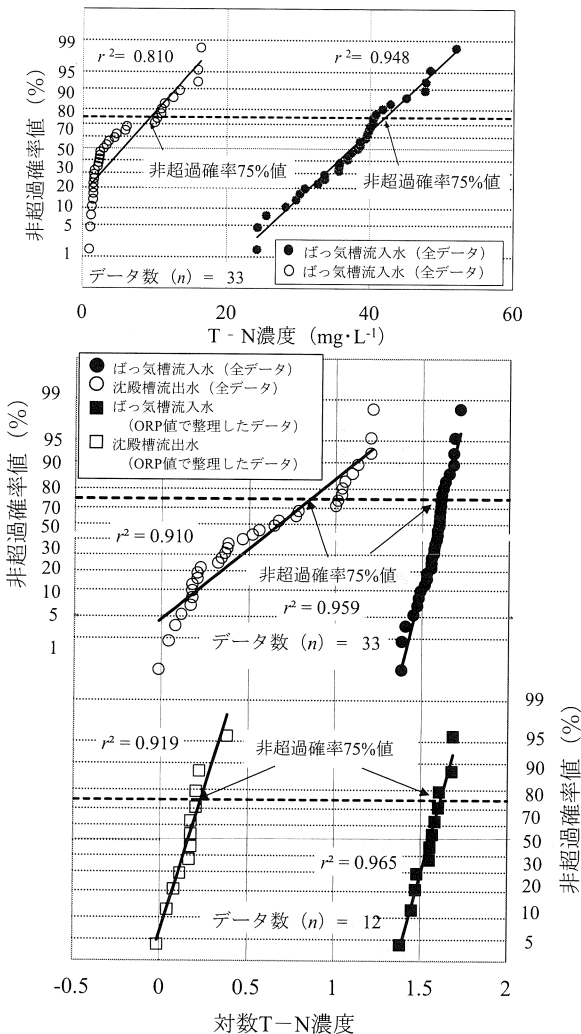 99
95
90
80
70
50
30
20
10
5
1
非超過確率値 (%)
r²= 0.810
r²= 0.948
非超過確率75%値
非超過確率75%値
データ数 (n) = 33
● ばっ気槽流入水 (全データ)
○ ばっ気槽流入水 (全データ)
0
20
40
60
T - N濃度 (mg・L-1)
● ばっ気槽流入水 (全データ)
○ 沈殿槽流出水 (全データ)
■ ばっ気槽流入水
(ORP値で整理したデータ)
□ 沈殿槽流出水
(ORP値で整理したデータ)
99
95
90
80
70
50
30
20
10
5
1
非超過確率値 (%)
r² = 0.910
非超過確率75%値
r² = 0.959
データ数 (n) = 33
99
95
90
80
70
50
30
20
10
5
非超過確率値 (%)
r² = 0.919
非超過確率75%値
r² = 0.965
データ数 (n) = 12
-0.5
0
0.5
1
1.5
2
対数T-N濃度